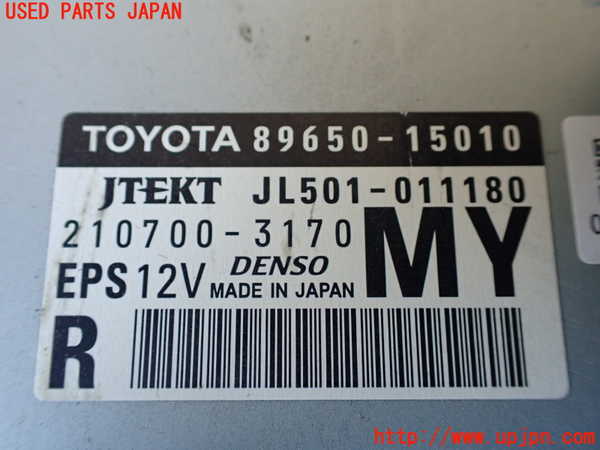 USED PARTS JAPAN
TOYOTA 89650-15010
JTEKT JL501-011180
210700-3170
EPS 12V DENSO
MADE IN JAPAN
MY
R
http://www.upjpn.com/